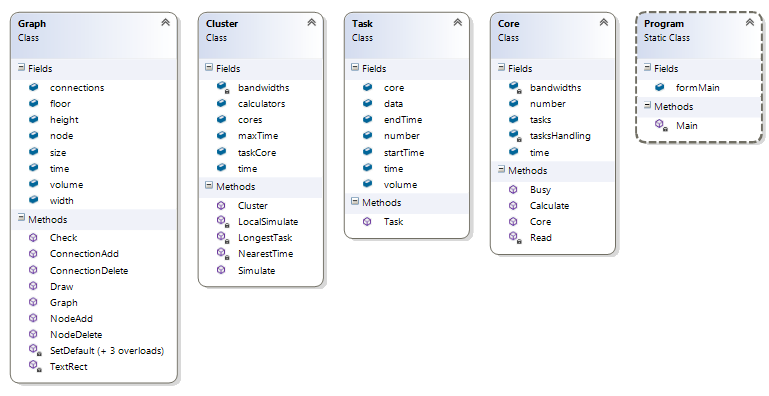 Graph
Class
Fields
connections
floor
height
node
size
time
volume
width
Methods
Check
ConnectionAdd
ConnectionDelete
Draw
Graph
NodeAdd
NodeDelete
SetDefault (+ 3 overloads)
TextRect
Cluster
Class
Fields
bandwidths
calculators
cores
maxTime
taskCore
time
Methods
Cluster
LocalSimulate
LongestTask
NearestTime
Simulate
Task
Class
Fields
core
data
endTime
number
startTime
time
volume
Methods
Task
Core
Class
Fields
bandwidths
number
tasks
tasksHandling
time
Methods
Busy
Calculate
Core
Read
Program
Static Class
Fields
formMain
Methods
Main